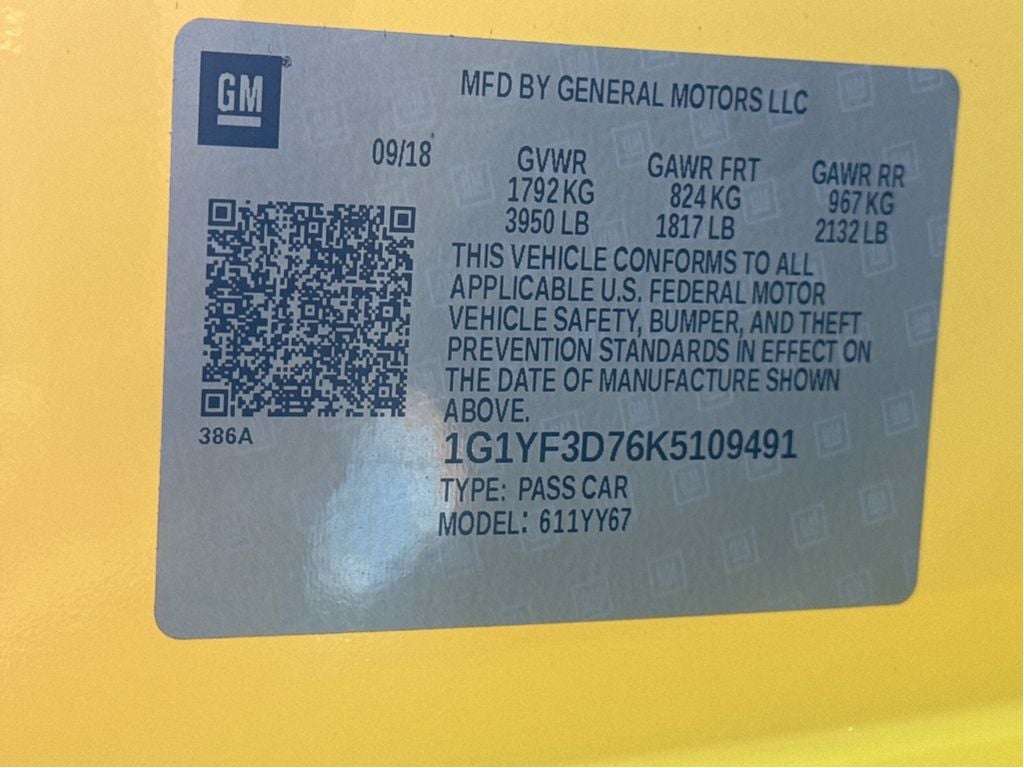 GM®
MFD BY GENERAL MOTORS LLC
09/18
GVWR GAWR FRT GAWR RR
1792 KG 824 KG 967 KG
3950 LB 1817 LB 2132 LB
THIS VEHICLE CONFORMS TO ALL
APPLICABLE U.S. FEDERAL MOTOR
VEHICLE SAFETY, BUMPER, AND THEFT
PREVENTION STANDARDS IN EFFECT ON
THE DATE OF MANUFACTURE SHOWN
ABOVE.
386A
1G1YF3D76K5109491
TYPE: PASS CAR
MODEL: 611YY67